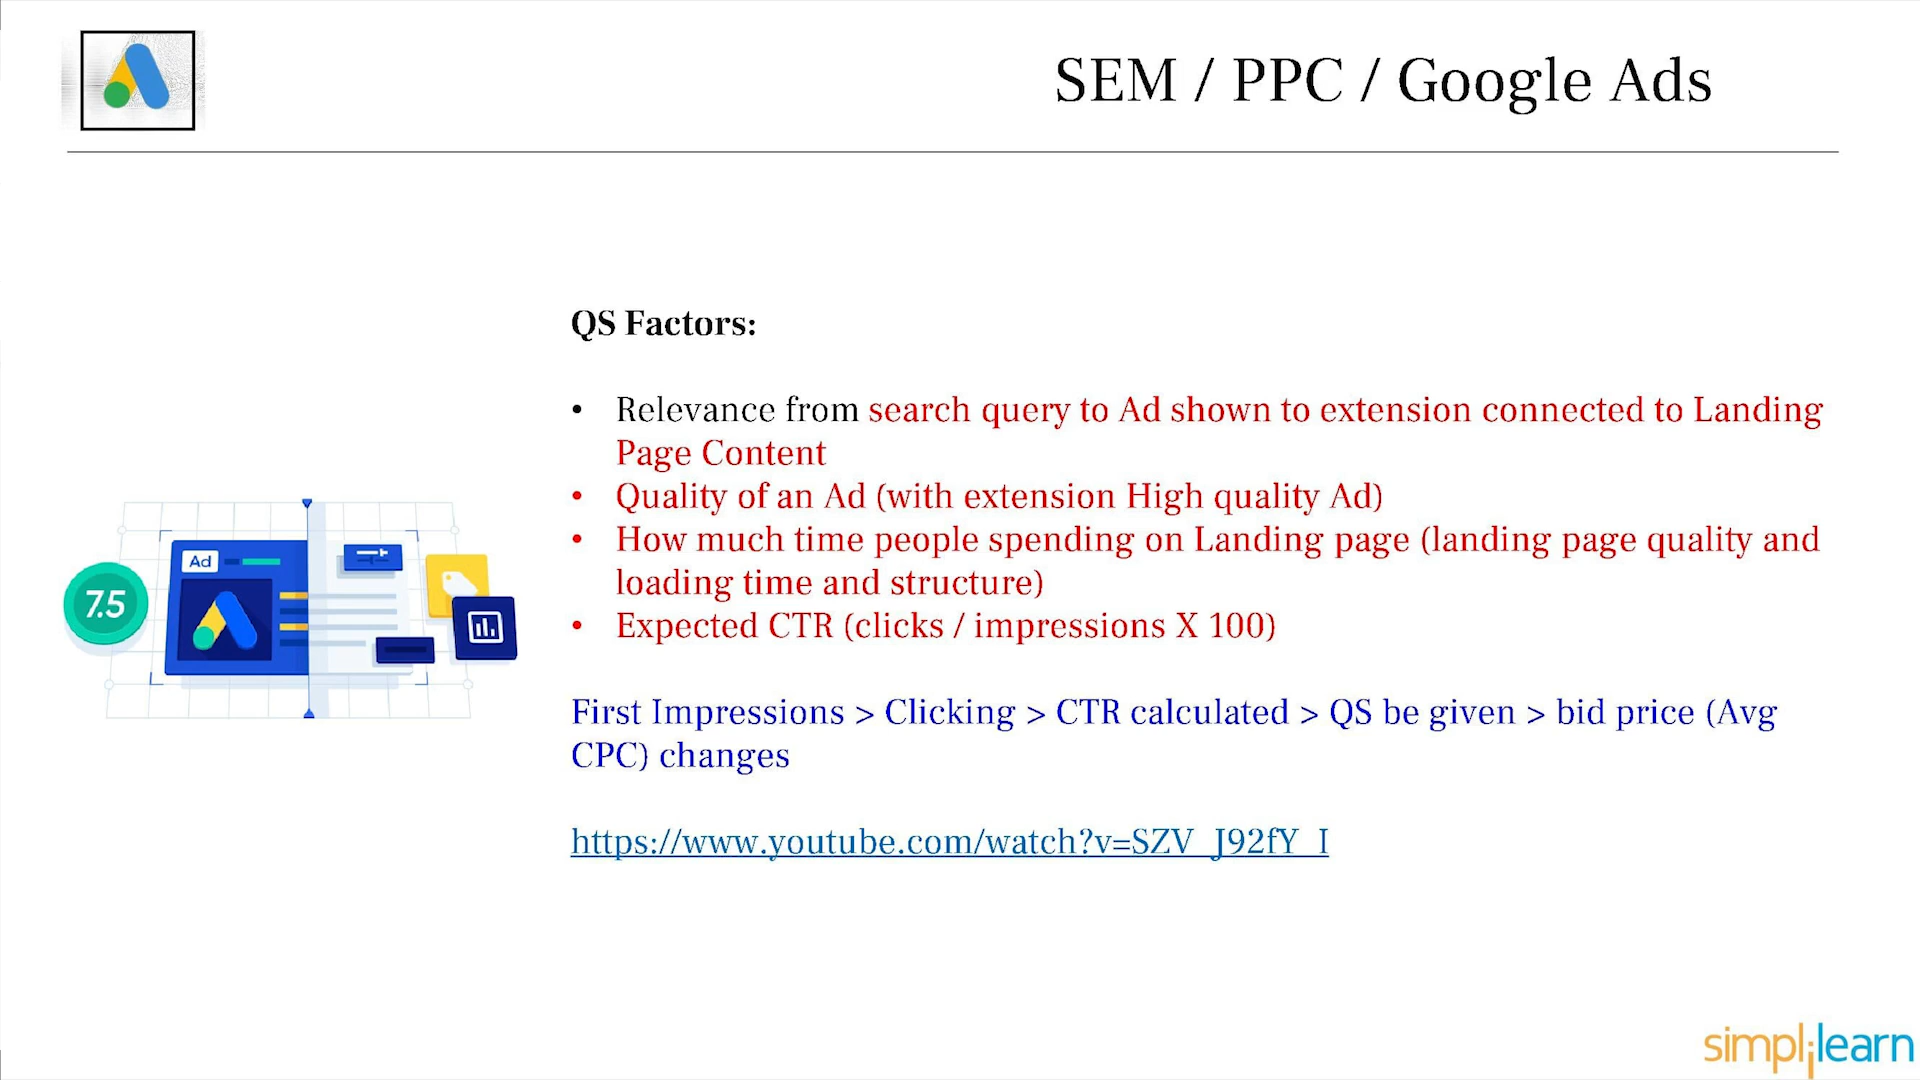 SEM / PPC / Google Ads
QS Factors:
• Relevance from search query to Ad shown to extension connected to Landing
Page Content
• Quality of an Ad (with extension High quality Ad)
• How much time people spending on Landing page (landing page quality and
loading time and structure)
• Expected CTR (clicks / impressions X 100)
Ad
7.5
First Impressions > Clicking > CTR calculated > QS be given > bid price (Avg
CPC) changes
https://www.youtube.com/watch?v=SZV_J92fY_I
simplilearn